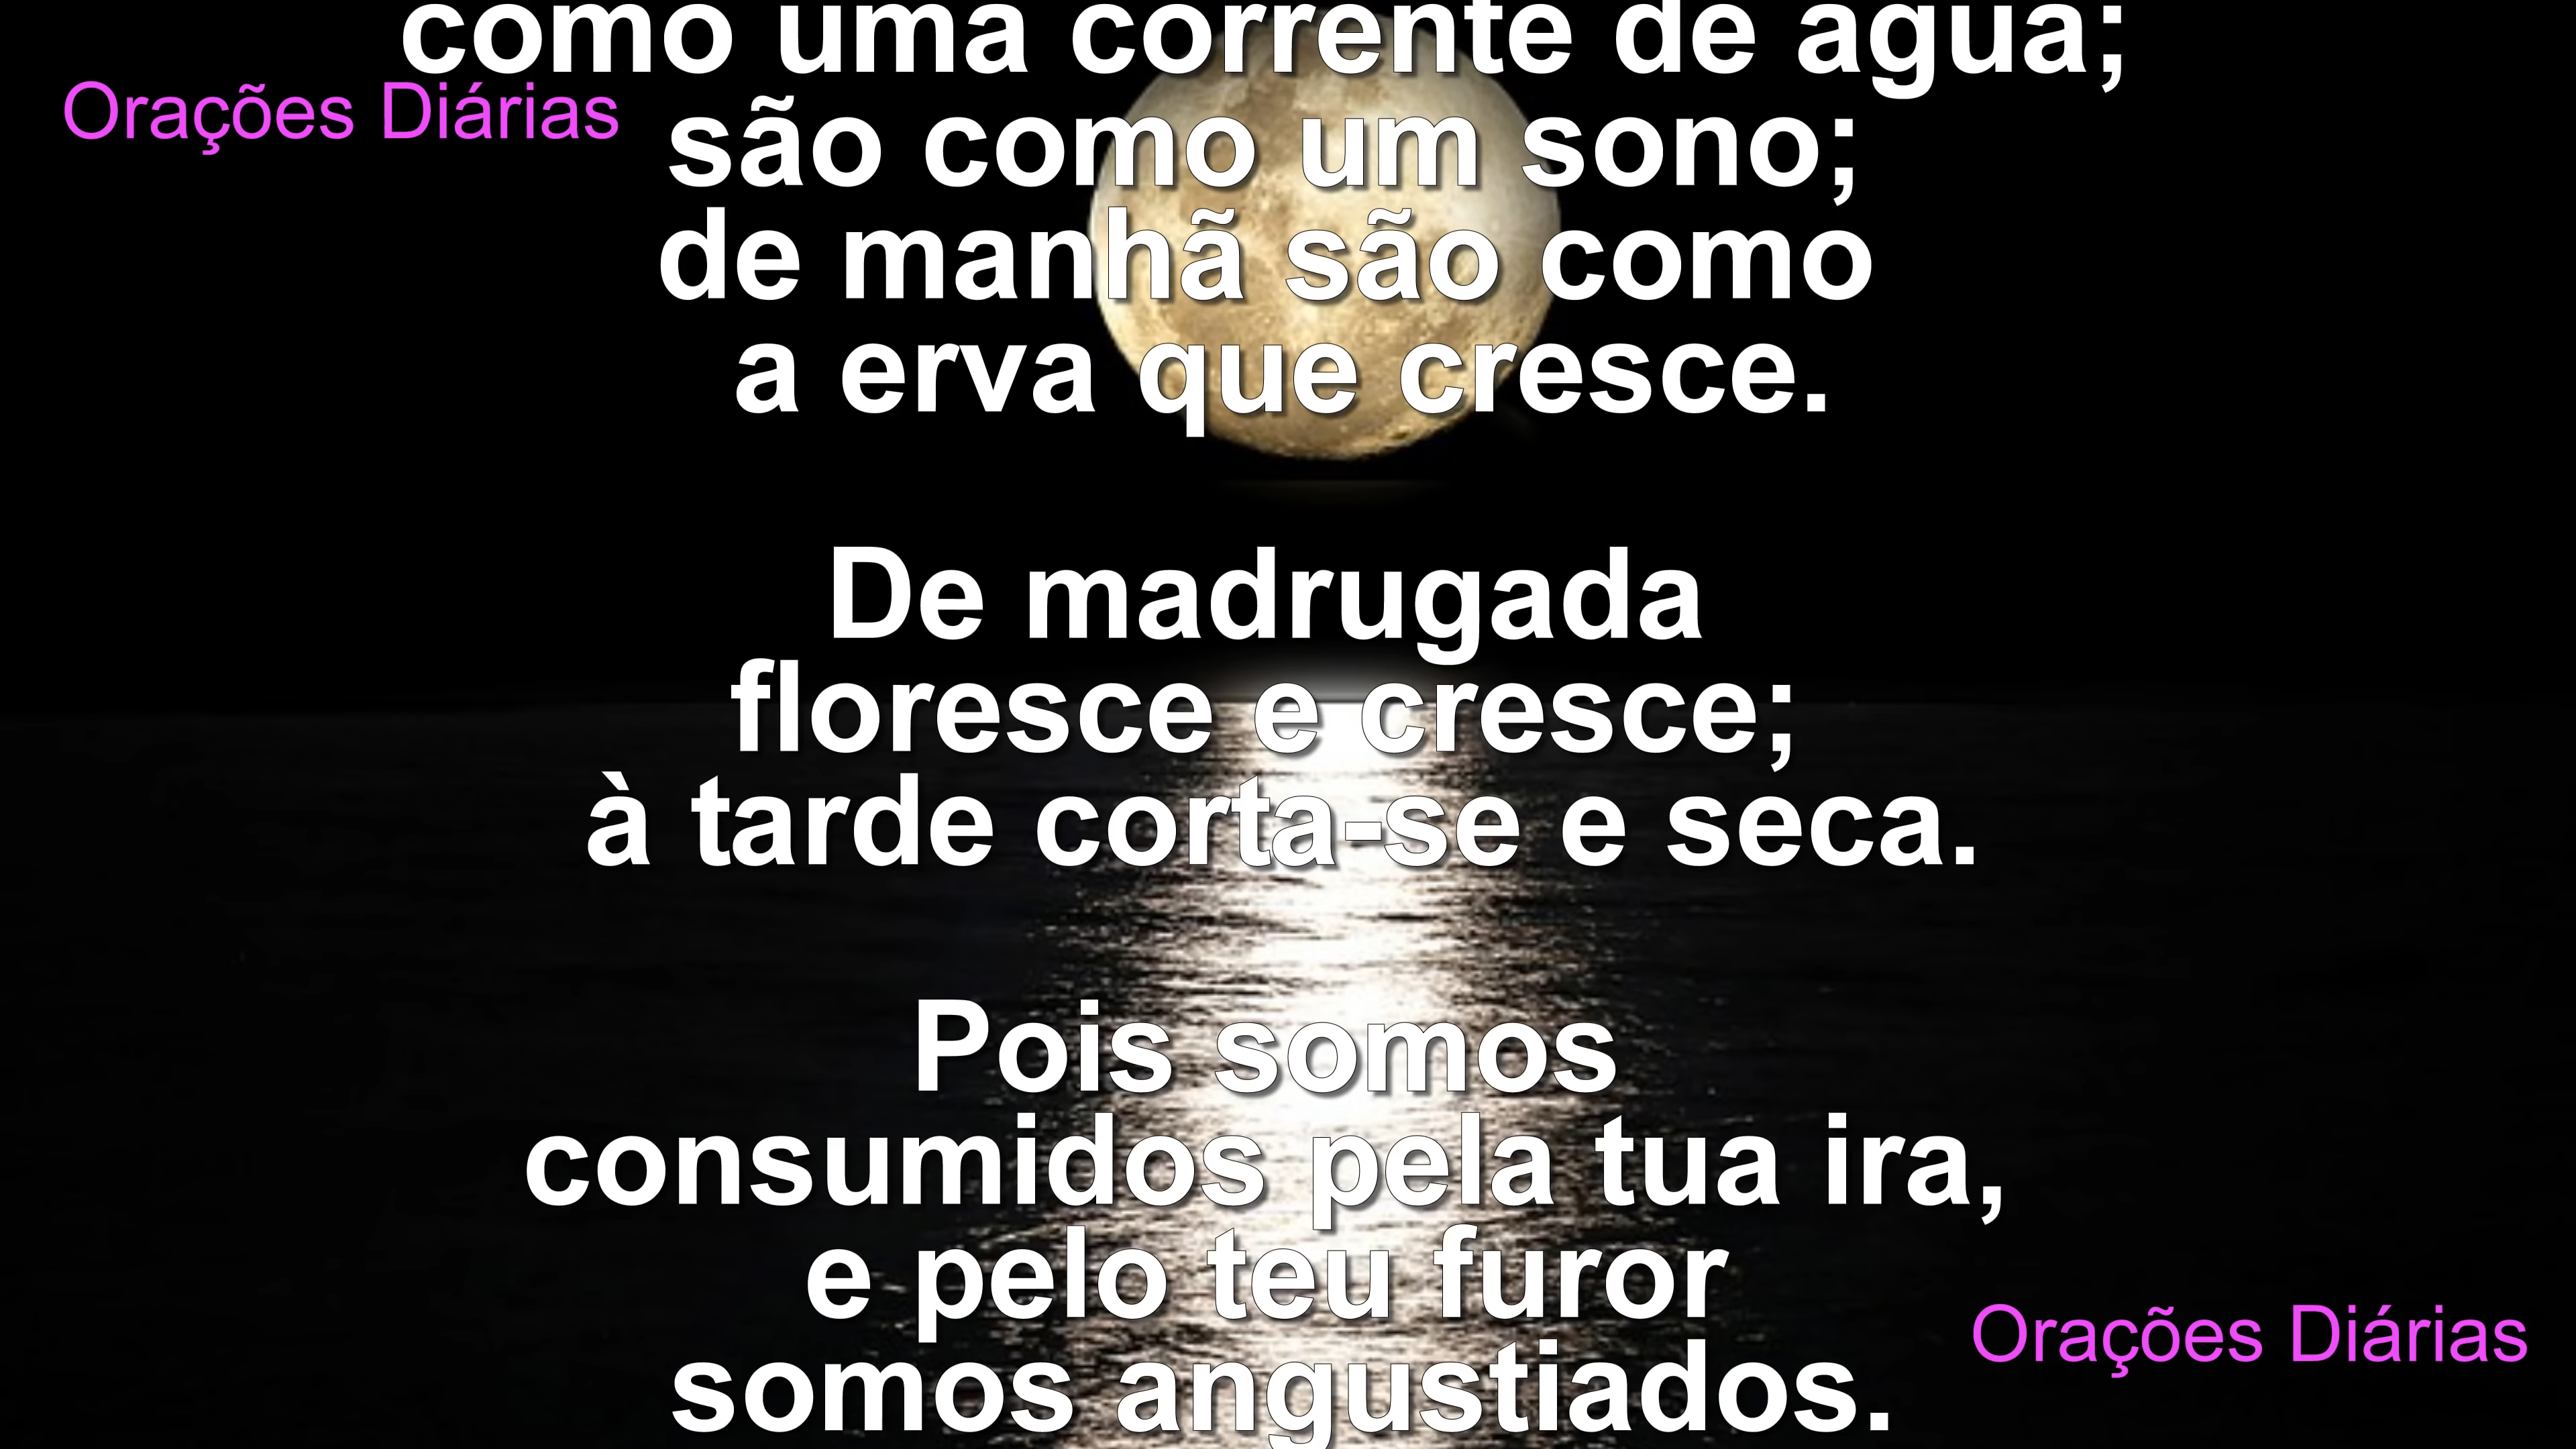 como uma corrente de água;
Orações Diárias
são como um sono;
de manhã são como
a erva que cresce.
De madrugada
floresce e cresce;
à tarde corta-se e seca.
Pois somos
consumidos pela tua ira,
e pelo teu furor
somos angustiados.
Orações Diárias